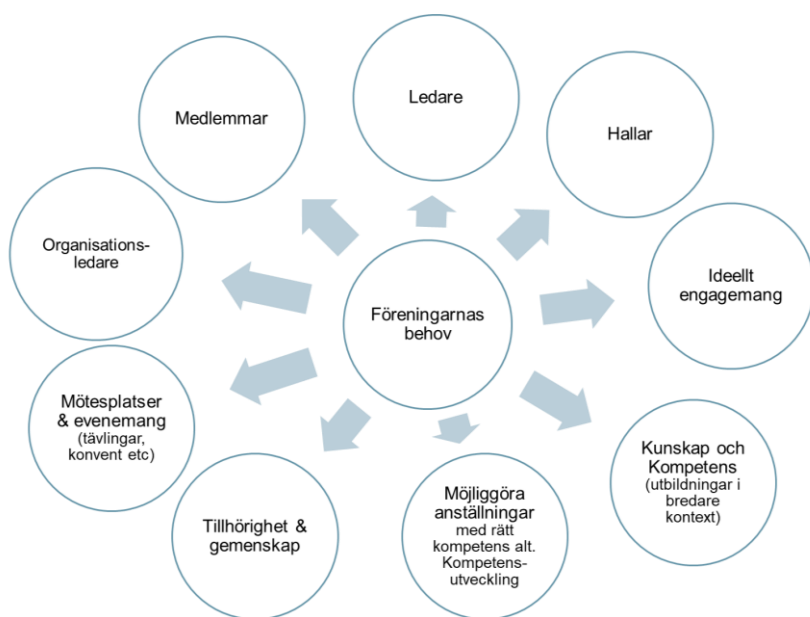 Ledare
Medlemmar
Hallar
Organisations-
ledare
Ideellt
engagemang
Föreningarnas
behov
Mötesplatser
& evenemang
(tävlingar,
konvent etc)
Kunskap och
Kompetens
(utbildningar i
bredare
kontext)
Tillhörighet &
gemenskap
Möjliggöra
anställningar
med rätt
kompetens alt.
Kompetens-
utveckling